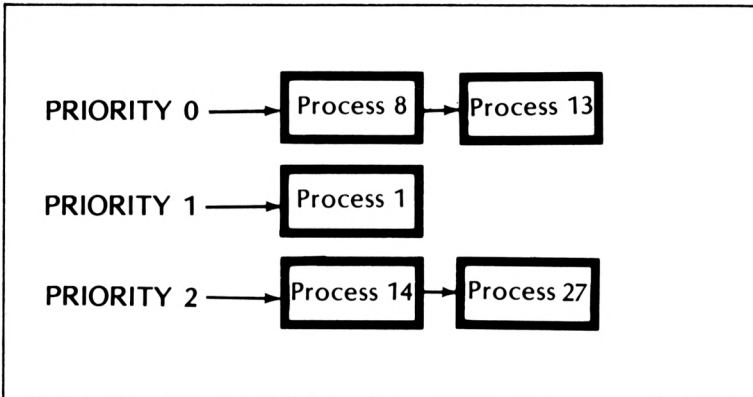 PRIORITY 0 Process 8 Process 13
PRIORITY 1 Process 1
PRIORITY 2 Process 14 Process 27